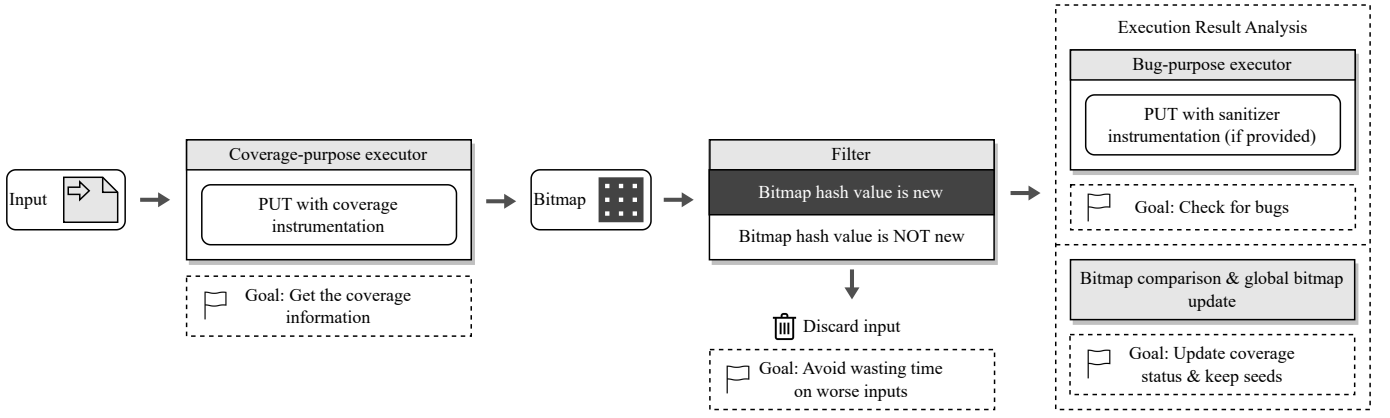 Input
Coverage-purpose executor
PUT with coverage
instrumentation
Goal: Get the coverage
information
Bitmap
Filter
Bitmap hash value is new
Bitmap hash value is NOT new
Discard input
Goal: Avoid wasting time
on worse inputs
Execution Result Analysis
Bug-purpose executor
PUT with sanitizer
instrumentation (if provided)
Goal: Check for bugs
Bitmap comparison & global bitmap
update
Goal: Update coverage
status & keep seeds